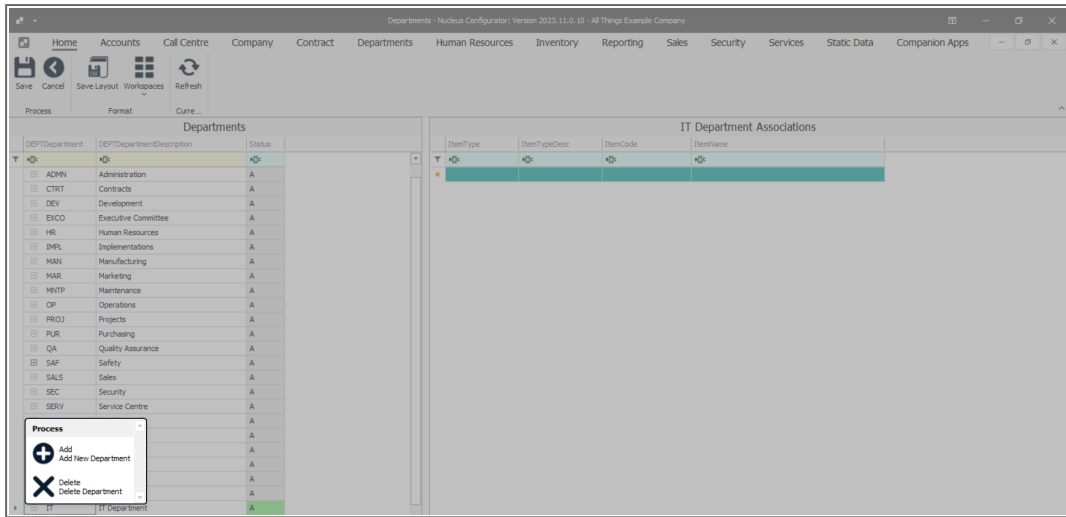 Departments - Nucleus Configurator: Version 2023.11.0.10 - All Things Example Company
Home Accounts Call Centre Company Contract Departments Human Resources Inventory Reporting Sales Security Services Static Data Companion Apps
Save Cancel Save Layout Workspaces Refresh
Process Format Curre...
Departments IT Department Associations
DEPTDepartment DEPTDepartmentDescription Status ItemType ItemTypeDesc ItemCode ItemName
ADMN Administration A
CTRT Contracts A
DEV Development A
EXCO Executive Committee A
HR Human Resources A
IMPL Implementations A
MAN Manufacturing A
MAR Marketing A
MNTP Maintenance A
OP Operations A
PROJ Projects A
PUR Purchasing A
QA Quality Assurance A
SAF Safety A
SALS Sales A
SEC Security A
SERV Service Centre A
A
Process A
Add A
Add New Department A
A
Delete A
Delete Department A
IT IT Department A